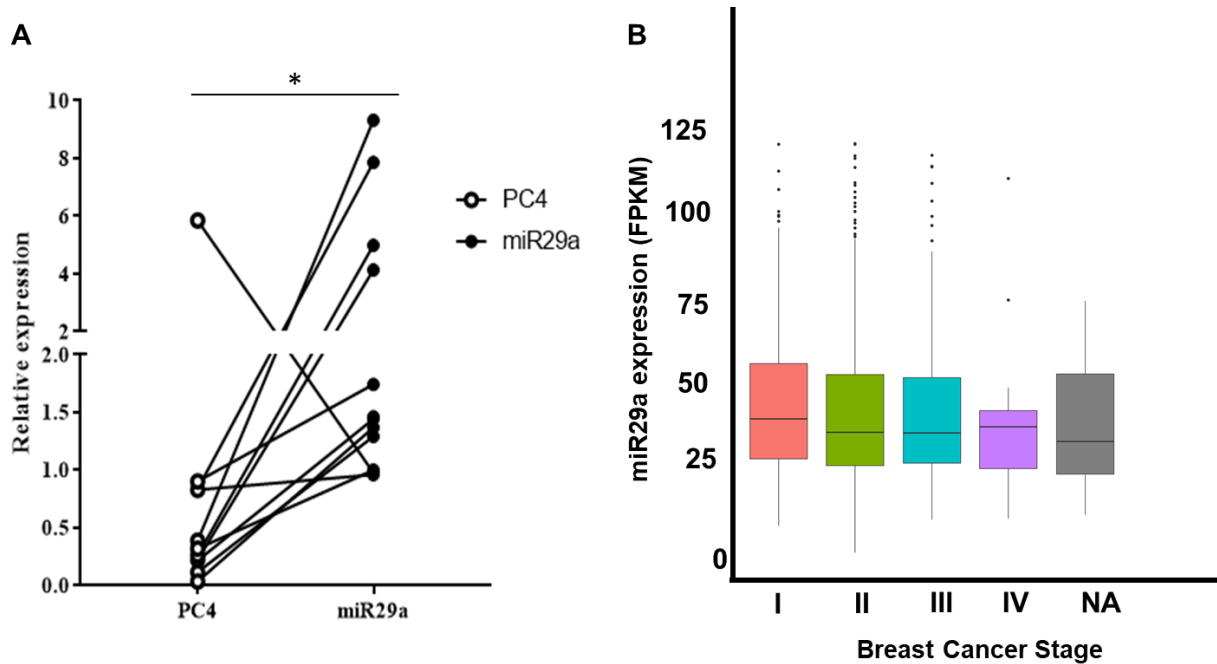 A
*
Relative expression
10
8
6
4
2
2.0
1.5
1.0
0.5
0.0
PC4
miR29a
PC4
miR29a
B
miR29a expression (FPKM)
125
100
75
50
25
0
I
II
III
IV
NA
Breast Cancer Stage